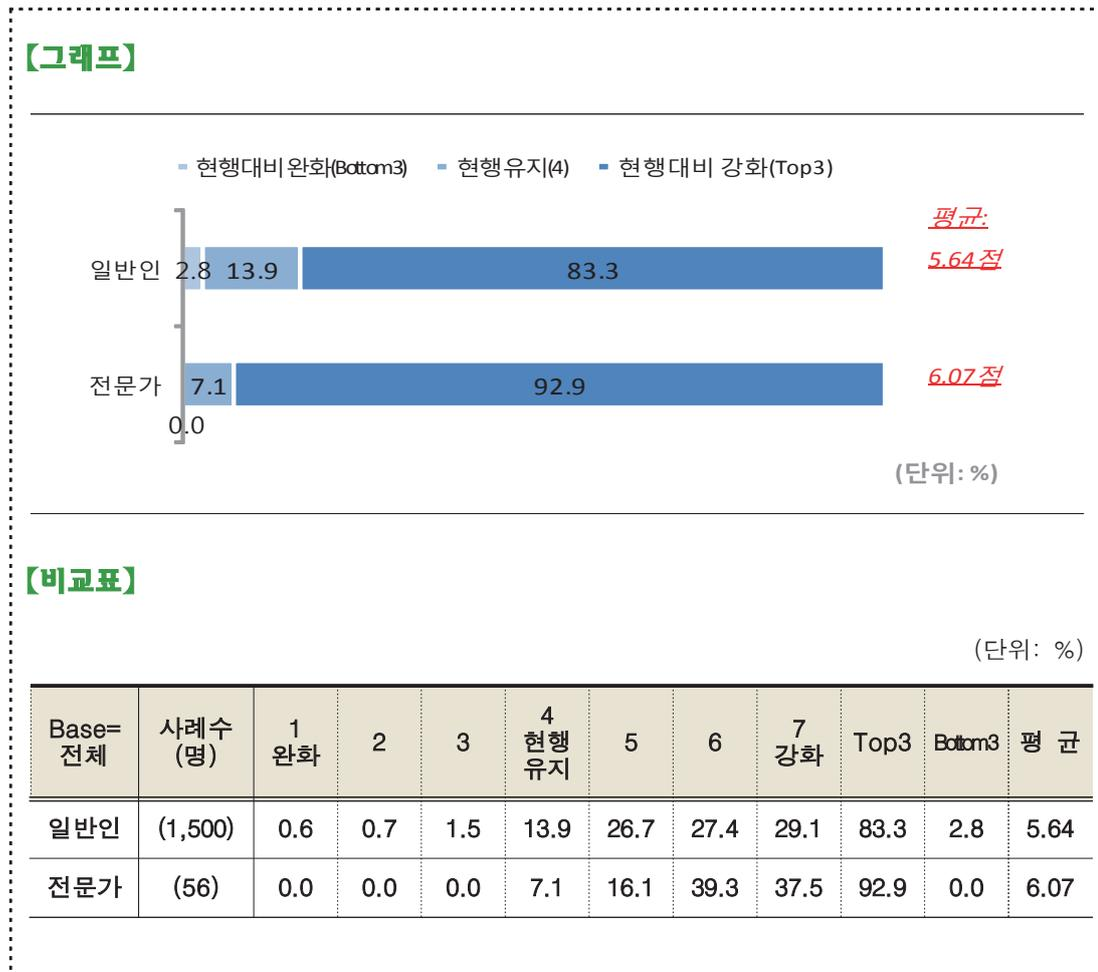 【그래프】
현행대비완화(Bottom3) 현행유지(4) 현행대비 강화(Top3)
평균:
일반인 2.8 13.9 83.3 5.64점
전문가 7.1 92.9 6.07점
0.0
(단위: %)
【비교표】
(단위: %)
Base=전체 사례수(명) 1 완화 2 3 4 현행유지 5 6 7 강화 Top3 Bottom3 평 균
일반인 (1,500) 0.6 0.7 1.5 13.9 26.7 27.4 29.1 83.3 2.8 5.64
전문가 (56) 0.0 0.0 0.0 7.1 16.1 39.3 37.5 92.9 0.0 6.07